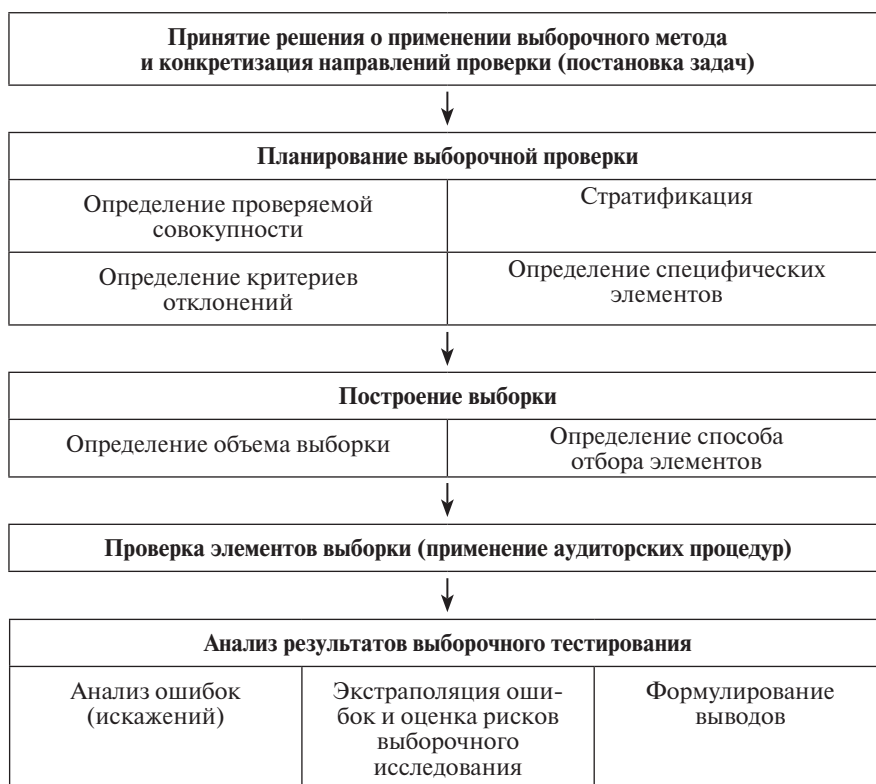 Принятие решения о применении выборочного метода
и конкретизация направлений проверки (постановка задач)
Планирование выборочной проверки
Определение проверяемой
совокупности
Стратификация
Определение критериев
отклонений
Определение специфических
элементов
Построение выборки
Определение объема выборки
Определение способа
отбора элементов
Проверка элементов выборки (применение аудиторских процедур)
Анализ результатов выборочного тестирования
Анализ ошибок
(искажений)
Экстраполяция оши-
бок и оценка рисков
выборочного
исследования
Формулирование
выводов